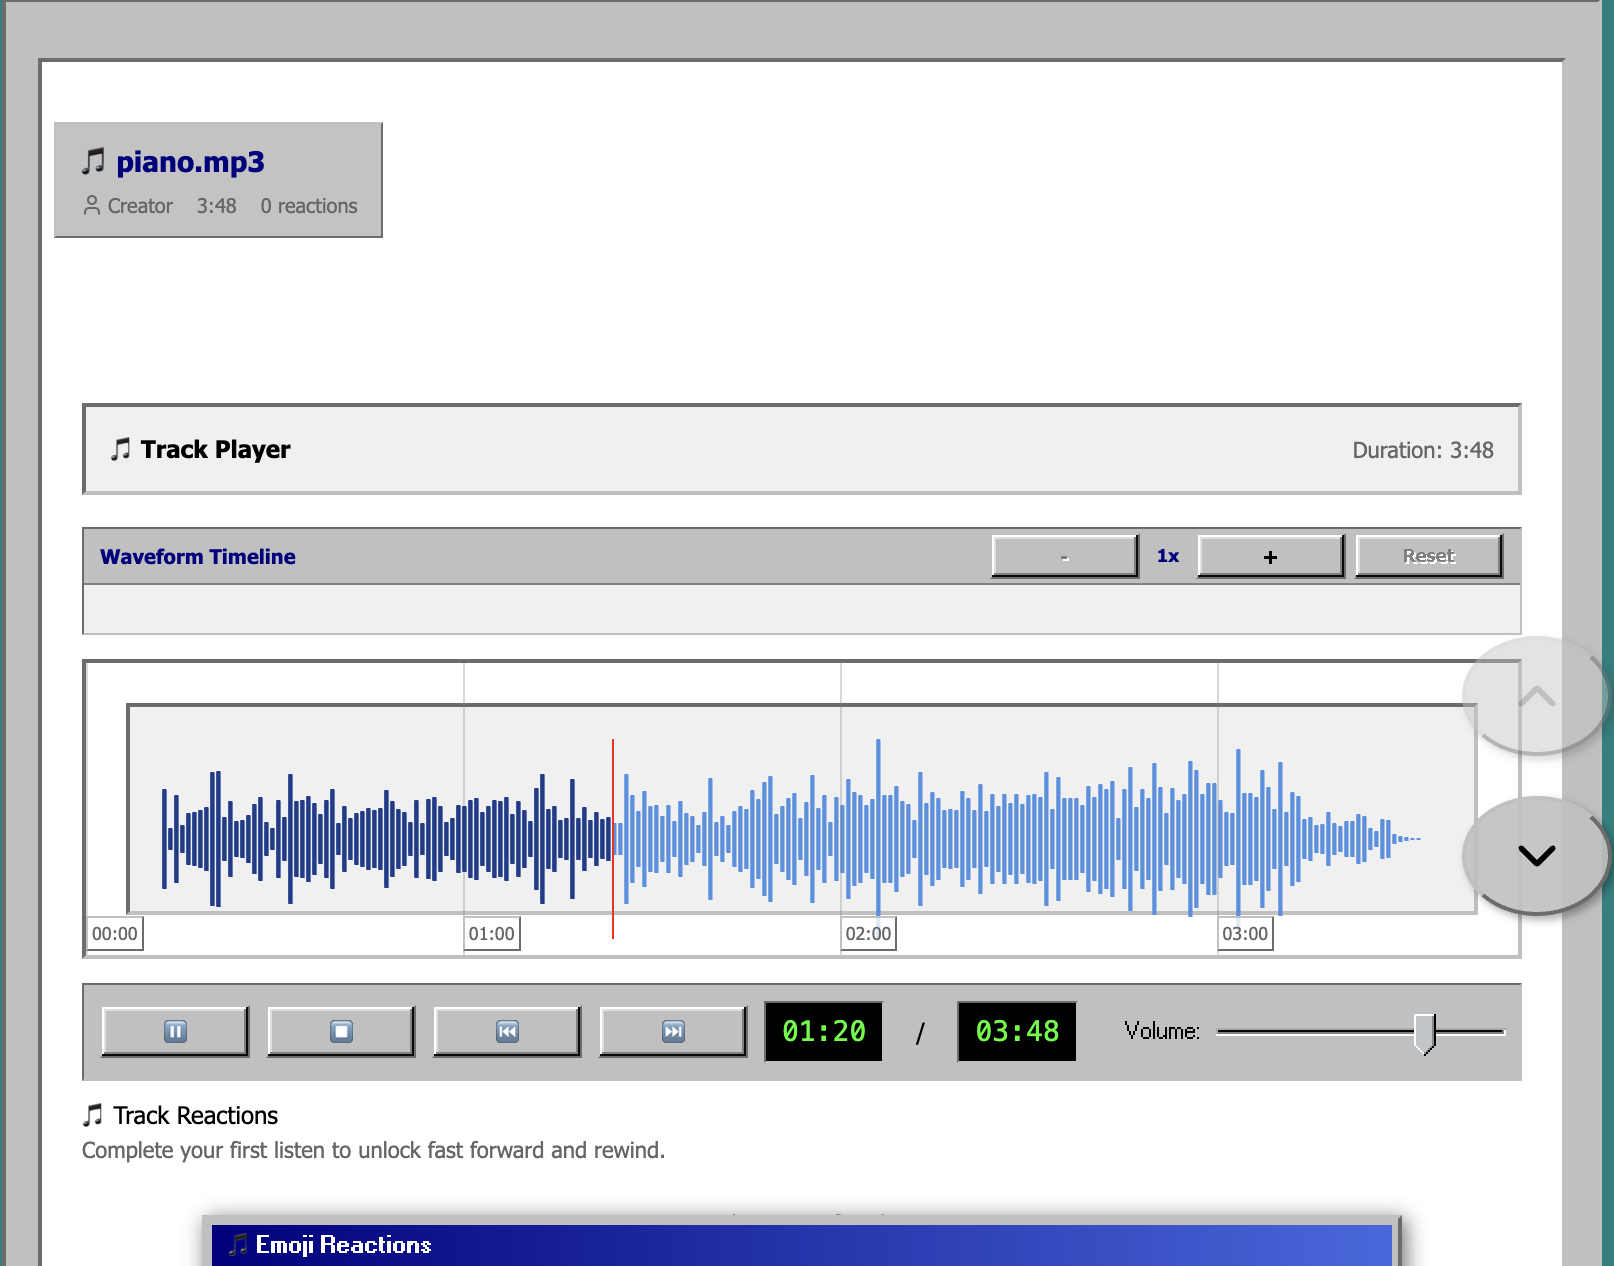 piano.mp3
Creator 3:48 0 reactions
Track Player
Duration: 3:48
Waveform Timeline
- 1x + Reset
00:00 01:00 02:00 03:00
01:20 / 03:48 Volume:
Track Reactions
Complete your first listen to unlock fast forward and rewind.
Emoji Reactions